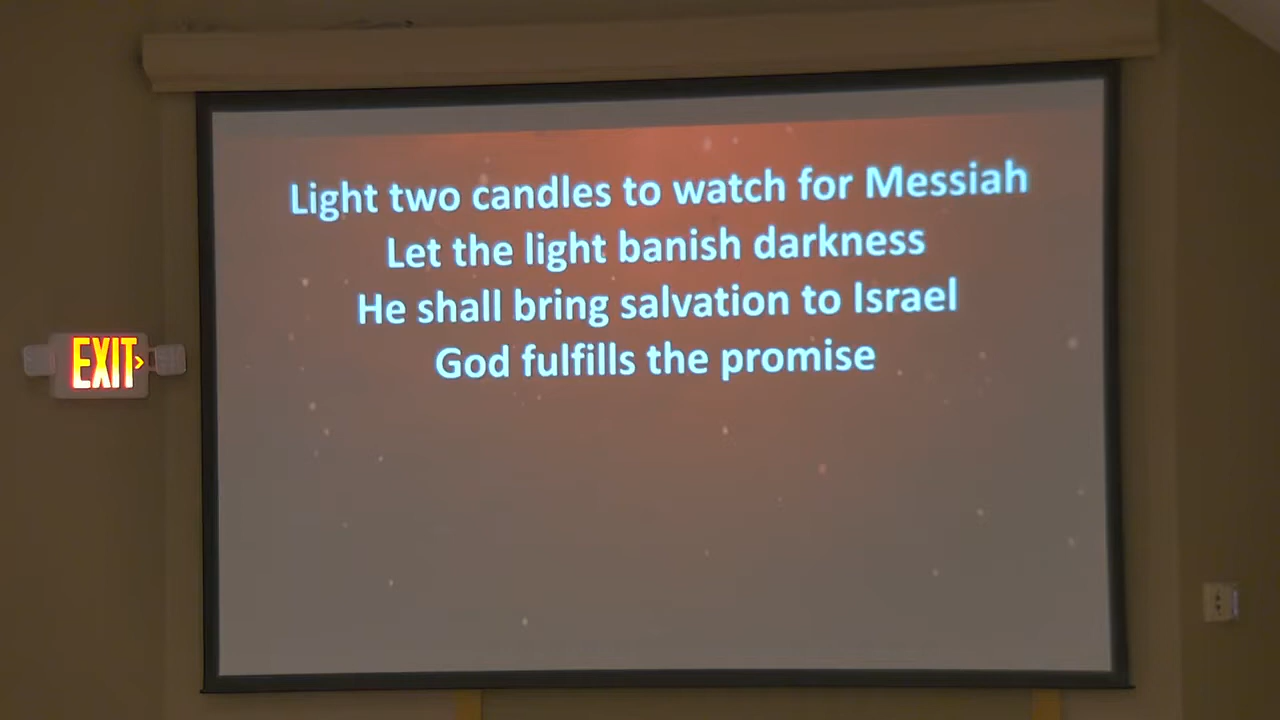 Light two candles to watch for Messiah
Let the light banish darkness
He shall bring salvation to Israel
God fulfills the promise
EXIT